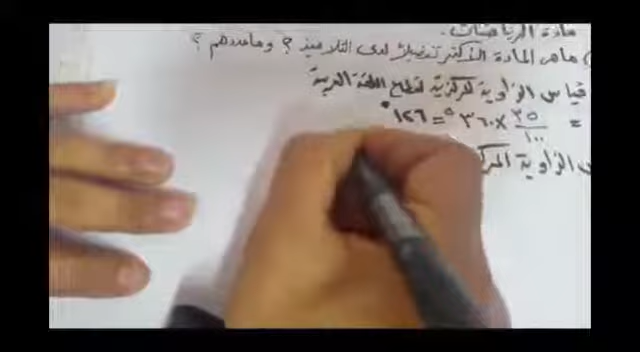 مادة الرياضيات.
ما هي المادة الأكثر تفضيلاً لدى التلاميذ ؟ وما عددهم ؟
قياس الزاوية المركزية لقطاع اللغة العربية
= ٣٥/١٠٠ × ٣٦٠° = ١٢٦°
الزاوية المركـ